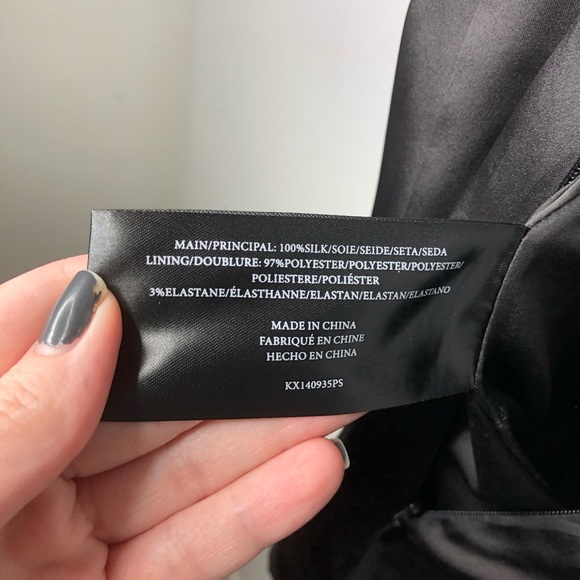 MAIN/PRINCIPAL: 100%SILK/SOIE/SEIDE/SETA/SEDA
LINING/DOUBLURE: 97%POLYESTER/POLYESTER/POLYESTER/
POLIESTERE/POLIÉSTER
3%ELASTANE/ÉLASTHANNE/ELASTAN/ELASTAN/ELASTANO
MADE IN CHINA
FABRIQUÉ EN CHINE
HECHO EN CHINA
KX140935PS